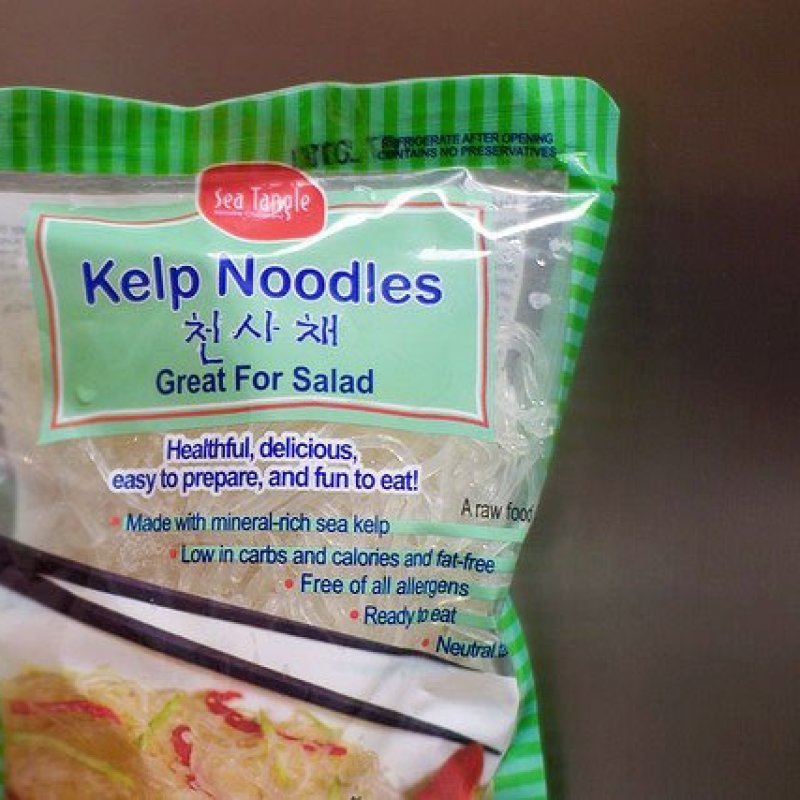 REFRIGERATE AFTER OPENING
CONTAINS NO PRESERVATIVES
Sea Tangle
Kelp Noodles
천사채
Great For Salad
Healthful, delicious,
easy to prepare, and fun to eat!
A raw food
• Made with mineral-rich sea kelp
• Low in carbs and calories and fat-free
• Free of all allergens
• Ready to eat
• Neutral